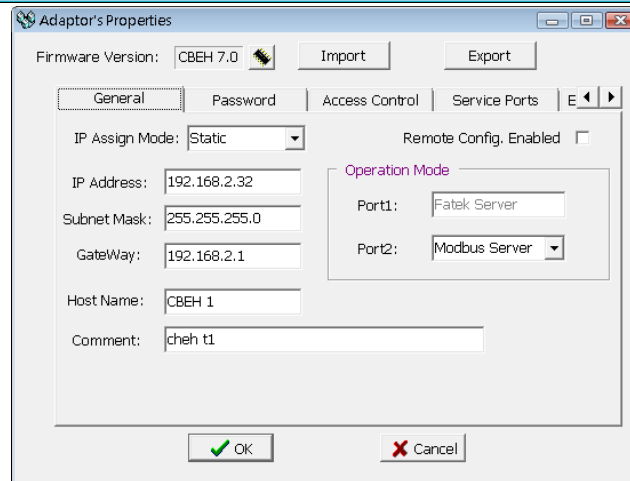 Adaptor's Properties
Firmware Version: CBEH 7.0 Import Export
General Password Access Control Service Ports E
IP Assign Mode: Static Remote Config. Enabled
Operation Mode
IP Address: 192.168.2.32
Port1: Fatek Server
Subnet Mask: 255.255.255.0
Port2: Modbus Server
GateWay: 192.168.2.1
Host Name: CBEH 1
Comment: cheh t1
OK Cancel